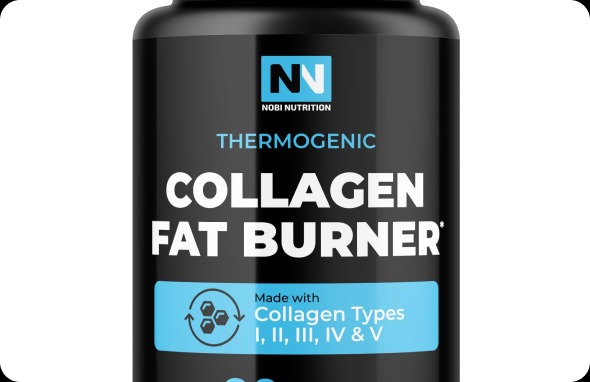 NN
NOBI NUTRITION
THERMOGENIC
COLLAGEN
FAT BURNER*
Made with
Collagen Types
I, II, III, IV & V